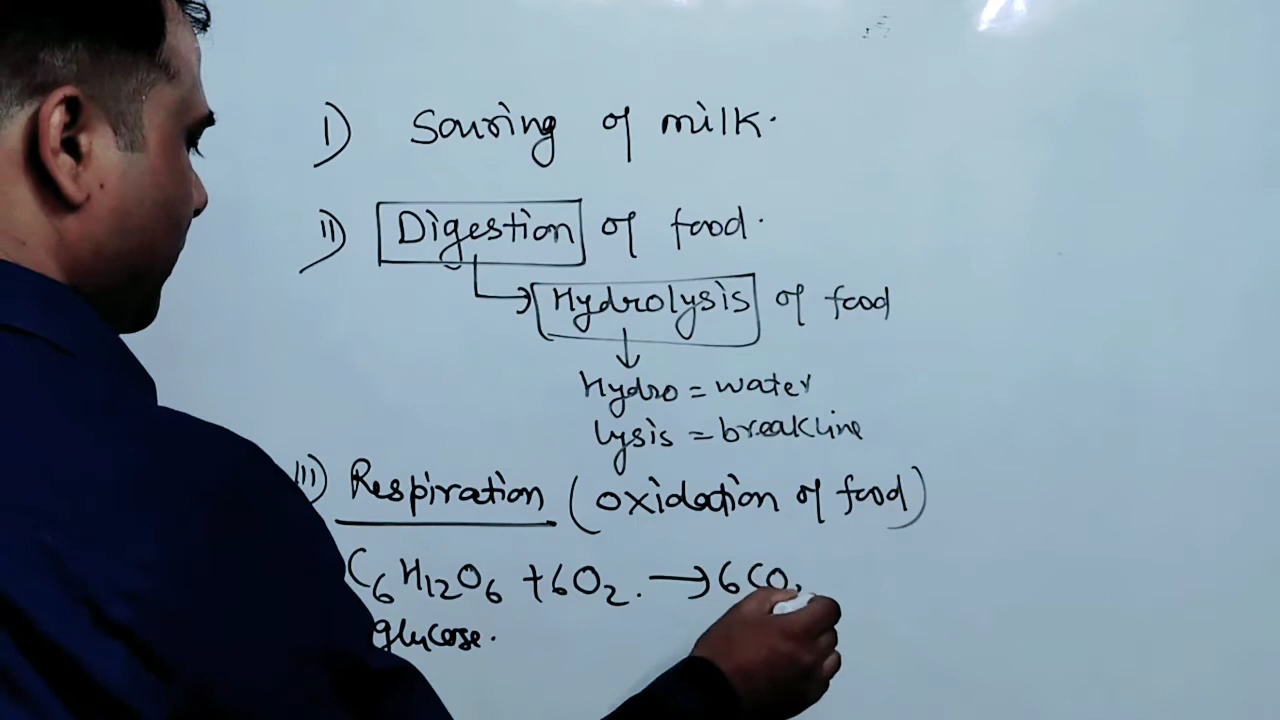 I) Souring of milk.
II) Digestion of food.
Hydrolysis of food
Hydro = water
lysis = breakline
III) Respiration (oxidation of food)
C6H12O6 + 6O2. → 6CO2
glucose.